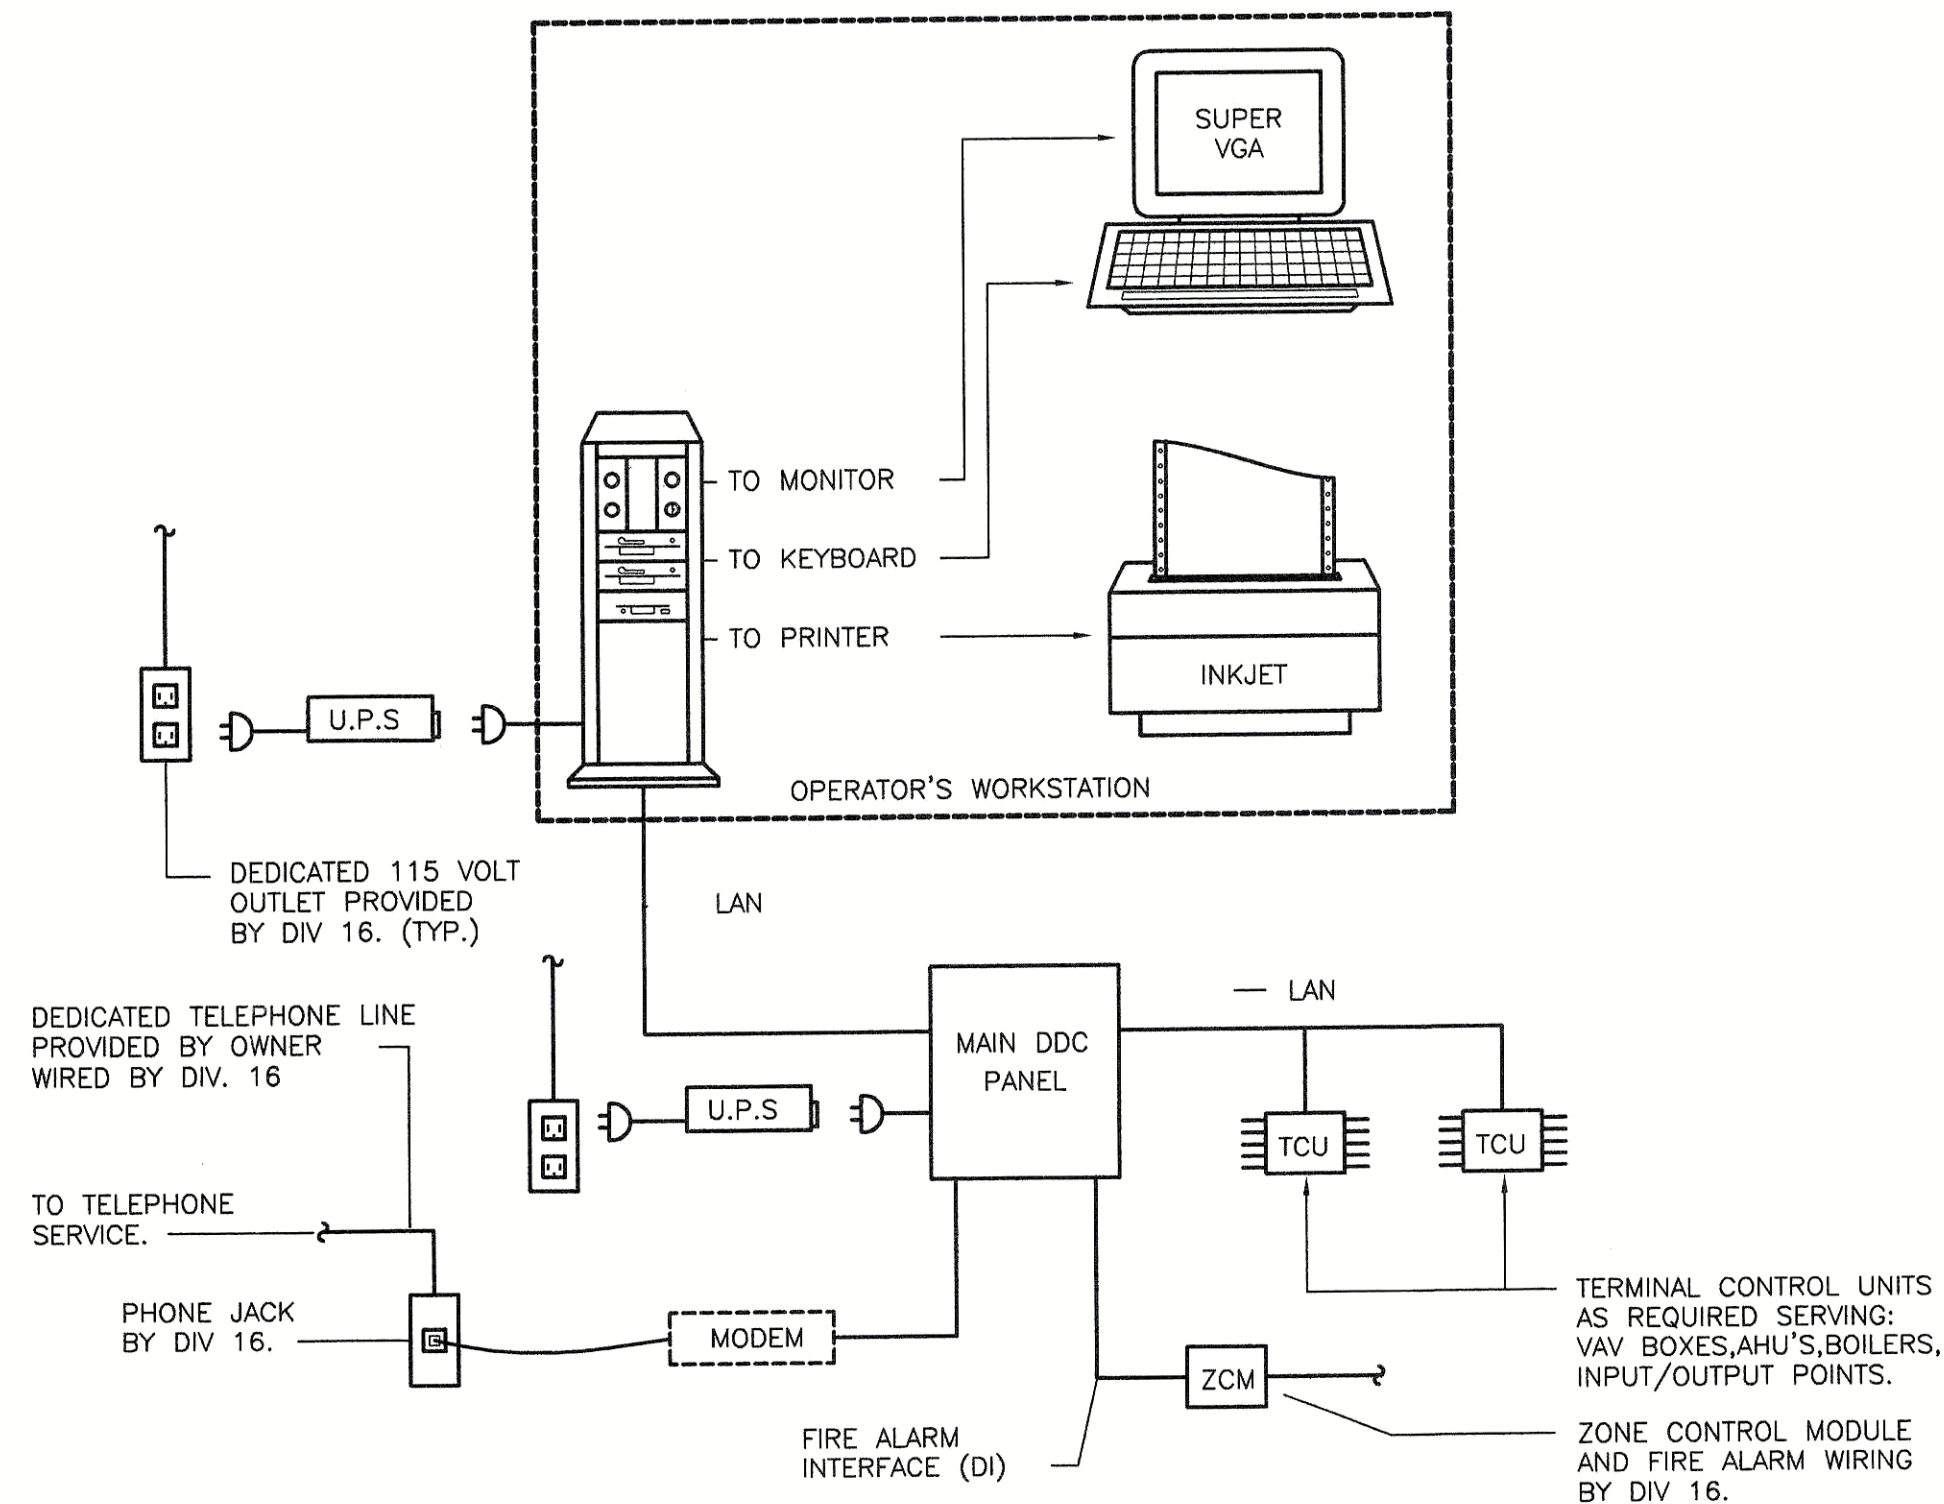 SUPER
VGA
TO MONITOR
TO KEYBOARD
TO PRINTER
INKJET
U.P.S
OPERATOR'S WORKSTATION
DEDICATED 115 VOLT
OUTLET PROVIDED
BY DIV 16. (TYP.)
LAN
LAN
DEDICATED TELEPHONE LINE
PROVIDED BY OWNER
WIRED BY DIV. 16
MAIN DDC
PANEL
U.P.S
TCU
TCU
TO TELEPHONE
SERVICE.
PHONE JACK
BY DIV 16.
MODEM
TERMINAL CONTROL UNITS
AS REQUIRED SERVING:
VAV BOXES,AHU'S,BOILERS,
INPUT/OUTPUT POINTS.
ZCM
FIRE ALARM
INTERFACE (DI)
ZONE CONTROL MODULE
AND FIRE ALARM WIRING
BY DIV 16.